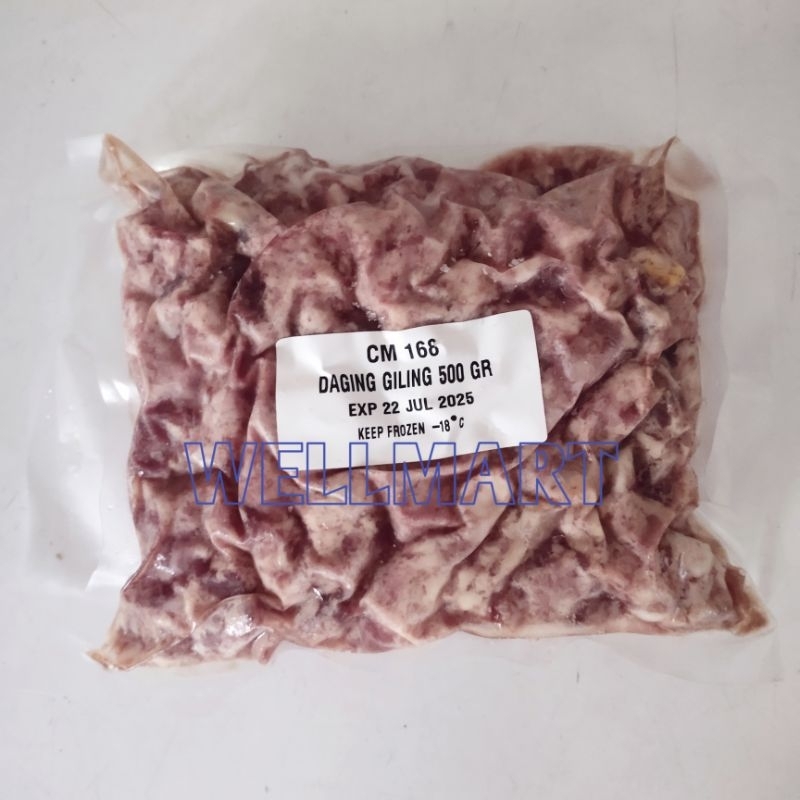 CM 168
DAGING GILING 500 GR
EXP 22 JUL 2025
KEEP FROZEN -18°C
WELLMART